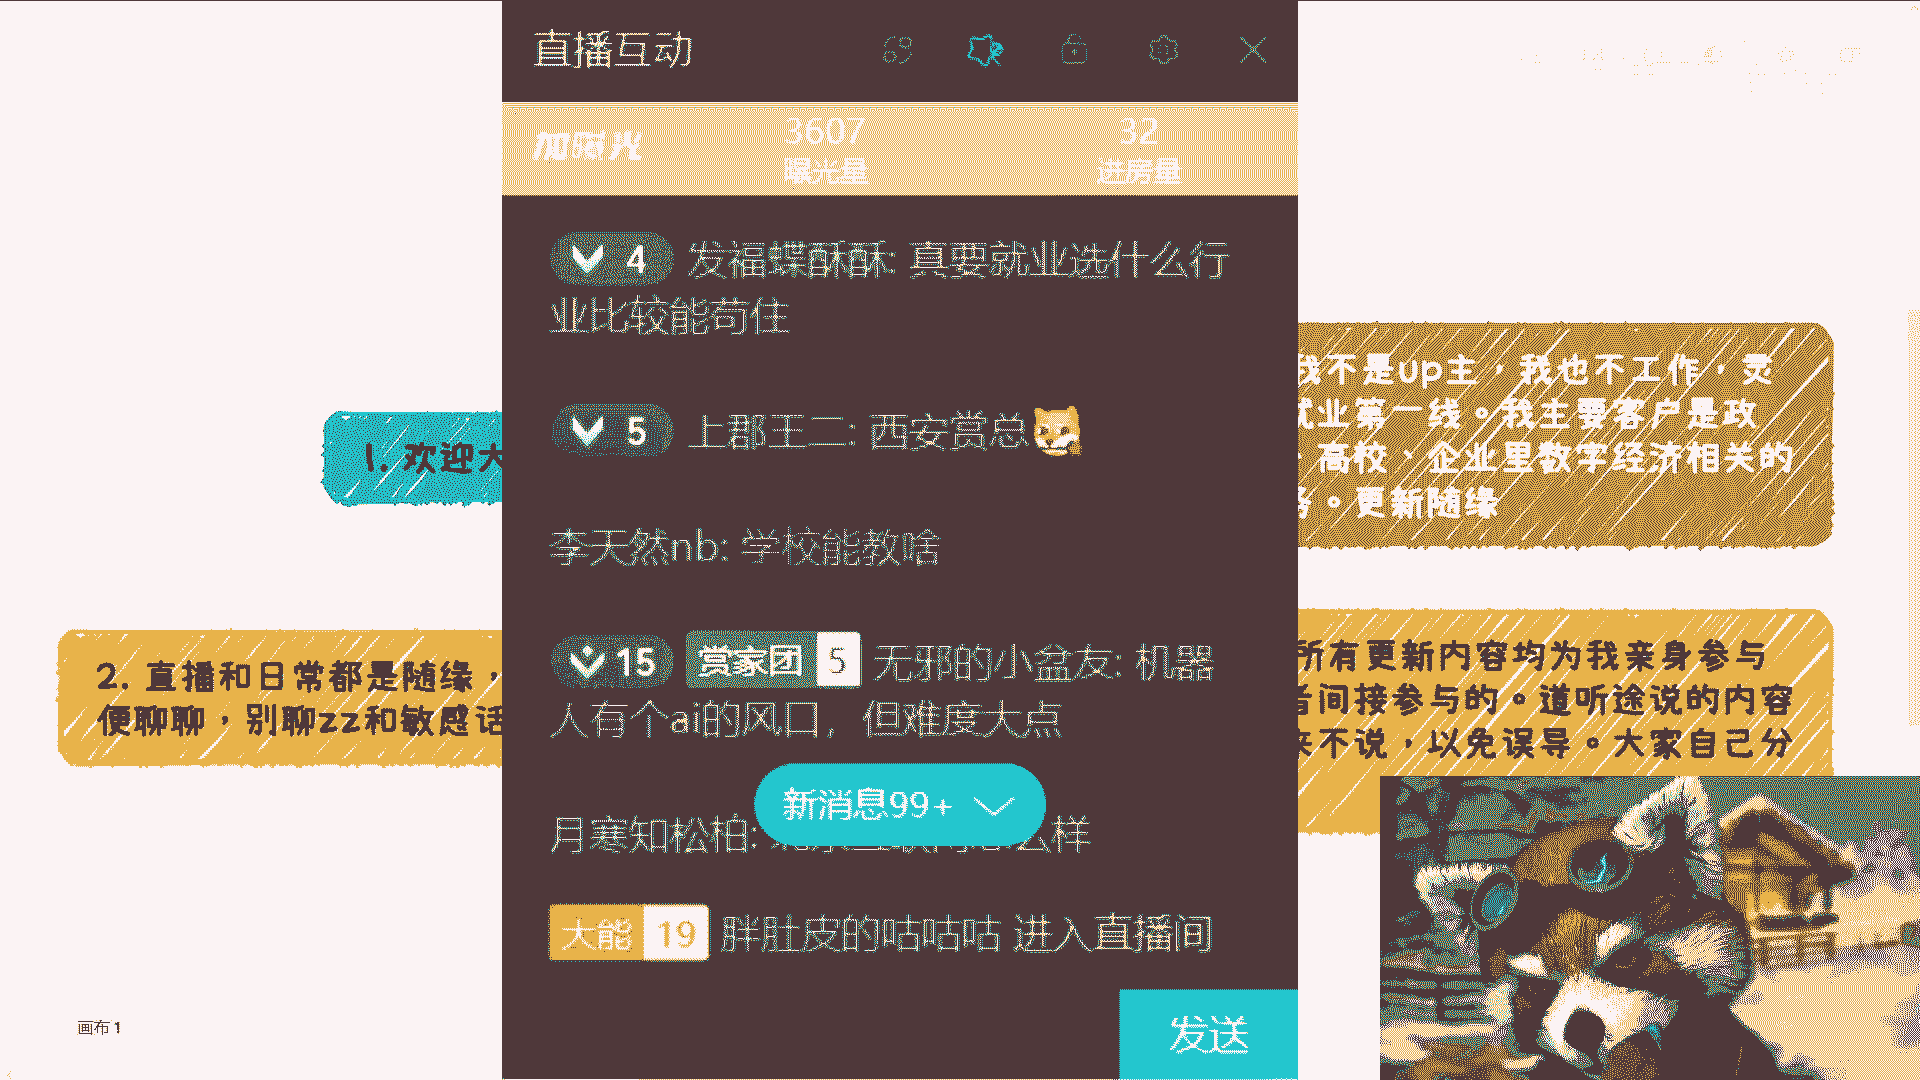 直播互动
加曝光
3607
曝光量
32
进房量
4 发福蝶酥酥: 真要就业选什么行
业比较能苟住
5 上郡王二: 西安赏总
李天然nb: 学校能教啥
15 赏家团 5 无邪的小盆友: 机器
人有个ai的风口，但难度大点
新消息99+
月寒知松柏:
么样
大能 19 胖肚皮的咕咕咕 进入直播间
发送
1. 欢迎大
2. 直播和日常都是随缘，
便聊聊，别聊zz和敏感话
我不是up主，我也不工作，灵
就业第一线。我主要客户是政
、高校、企业里数字经济相关的
务。更新随缘
所有更新内容均为我亲身参与
者间接参与的。道听途说的内容
来不说，以免误导。大家自己分
画布 1